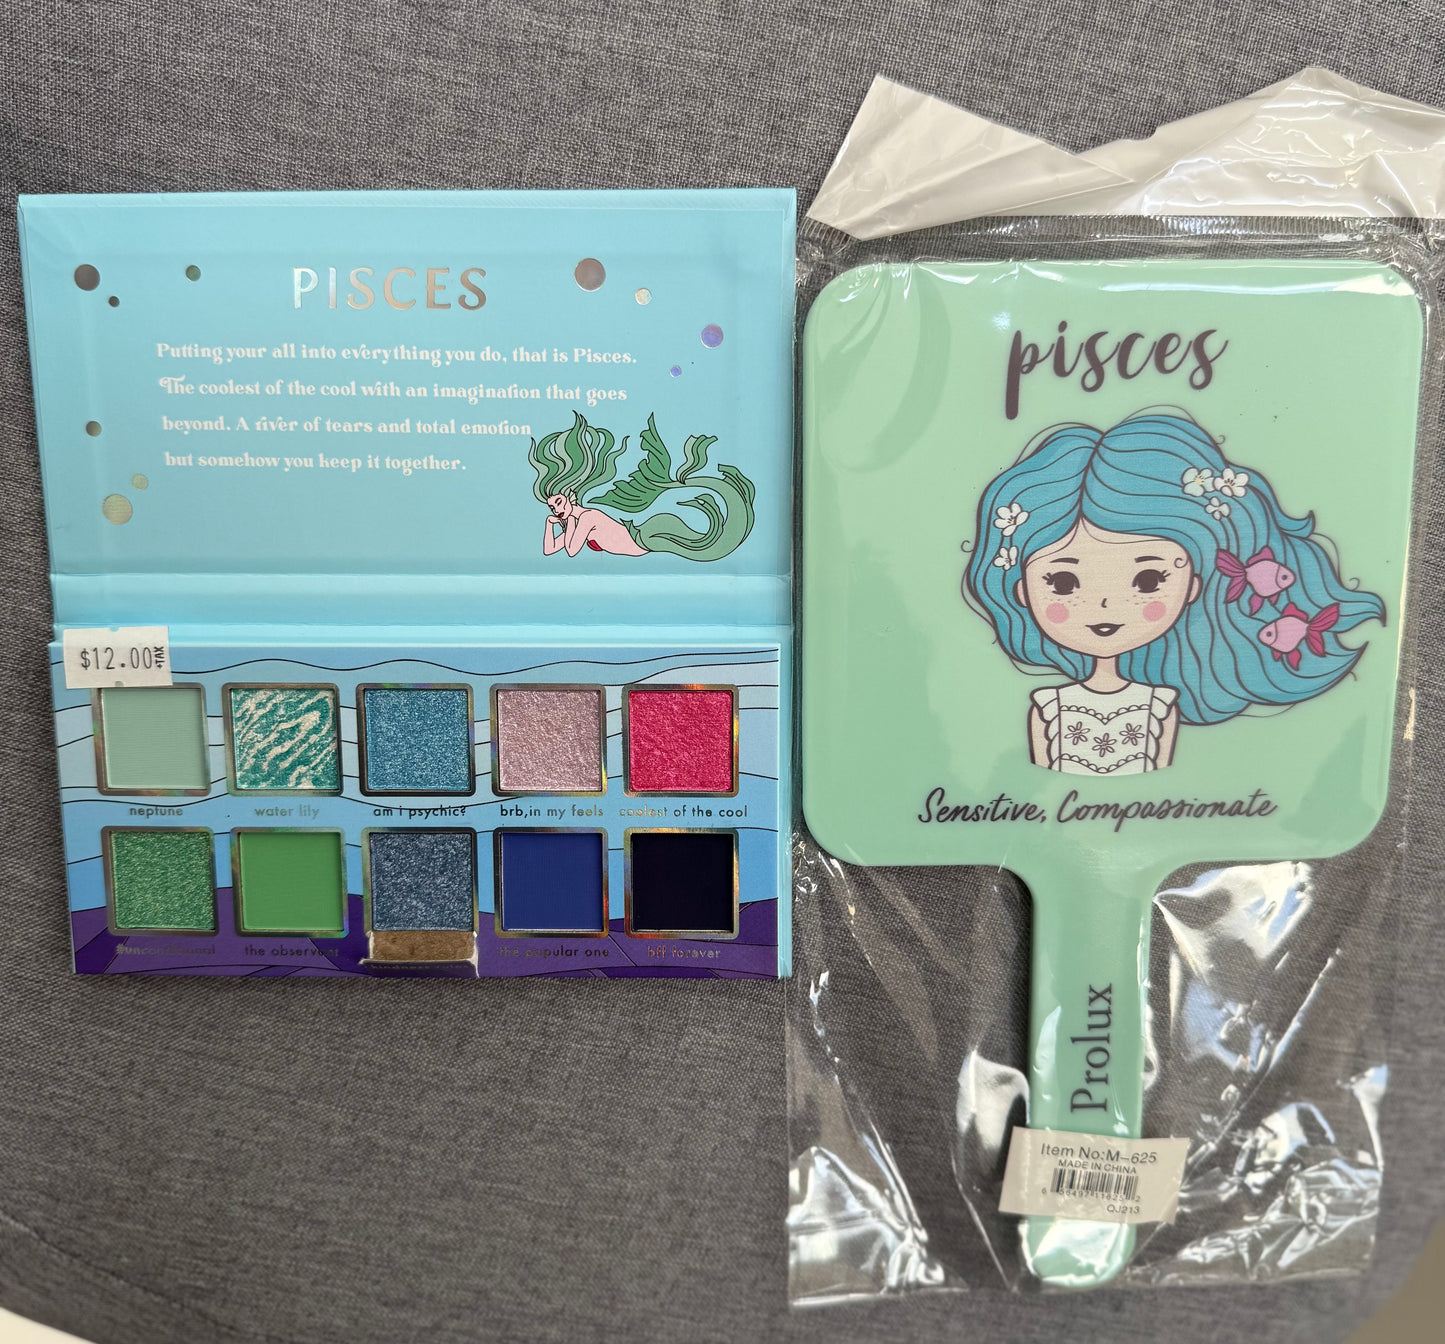 PISCES
Putting your all into everything you do, that is Pisces.
The coolest of the cool with an imagination that goes
beyond. A river of tears and total emotion
but somehow you keep it together.
$12.00 +TAX
neptune
water lily
am i psychic?
brb,in my feels
coolest of the cool
#unconditional
the observer
the popular one
bff forever
pisces
Sensitive, Compassionate
Prolux
Item No:M-625
MADE IN CHINA
QJ213